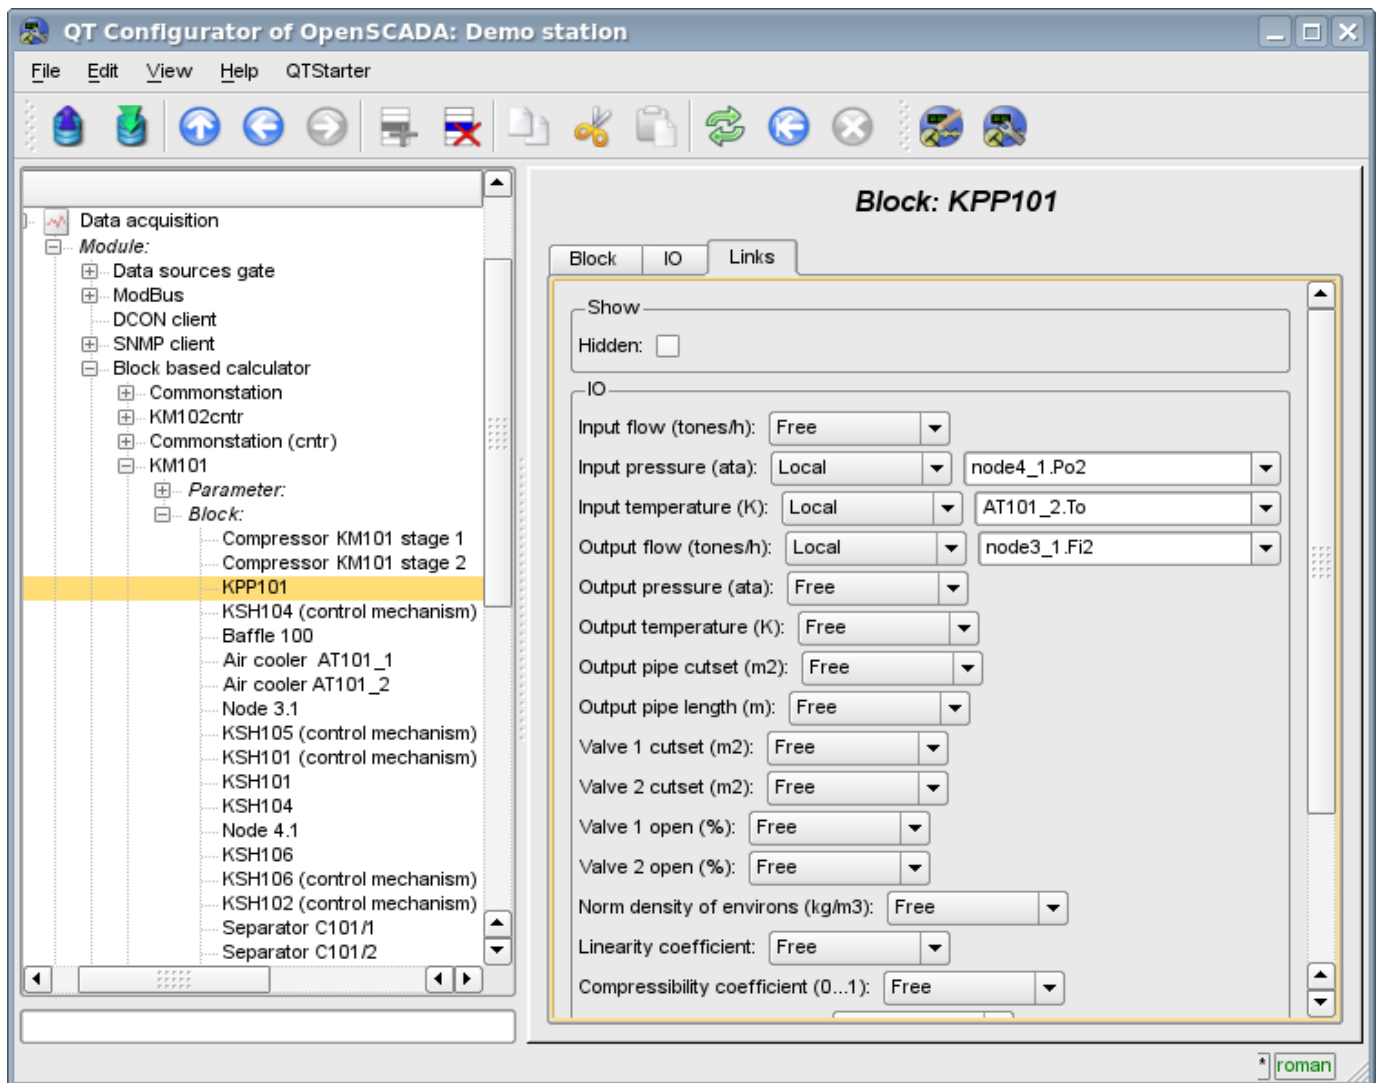 QT Configurator of OpenSCADA: Demo station
File Edit View Help QTStarter
Data acquisition
Module:
Data sources gate
ModBus
DCON client
SNMP client
Block based calculator
Commonstation
KM102cntr
Commonstation (cntr)
KM101
Parameter:
Block:
Compressor KM101 stage 1
Compressor KM101 stage 2
KPP101
KSH104 (control mechanism)
Baffle 100
Air cooler  AT101_1
Air cooler AT101_2
Node 3.1
KSH105 (control mechanism)
KSH101 (control mechanism)
KSH101
KSH104
Node 4.1
KSH106
KSH106 (control mechanism)
KSH102 (control mechanism)
Separator C101/1
Separator C101/2
Block: KPP101
Block IO Links
Show
Hidden:
IO
Input flow (tones/h): Free
Input pressure (ata): Local node4_1.Po2
Input temperature (K): Local AT101_2.To
Output flow (tones/h): Local node3_1.Fi2
Output pressure (ata): Free
Output temperature (K): Free
Output pipe cutset (m2): Free
Output pipe length (m): Free
Valve 1 cutset (m2): Free
Valve 2 cutset (m2): Free
Valve 1 open (%): Free
Valve 2 open (%): Free
Norm density of environs (kg/m3): Free
Linearity coefficient: Free
Compressibility coefficient (0...1): Free
* roman